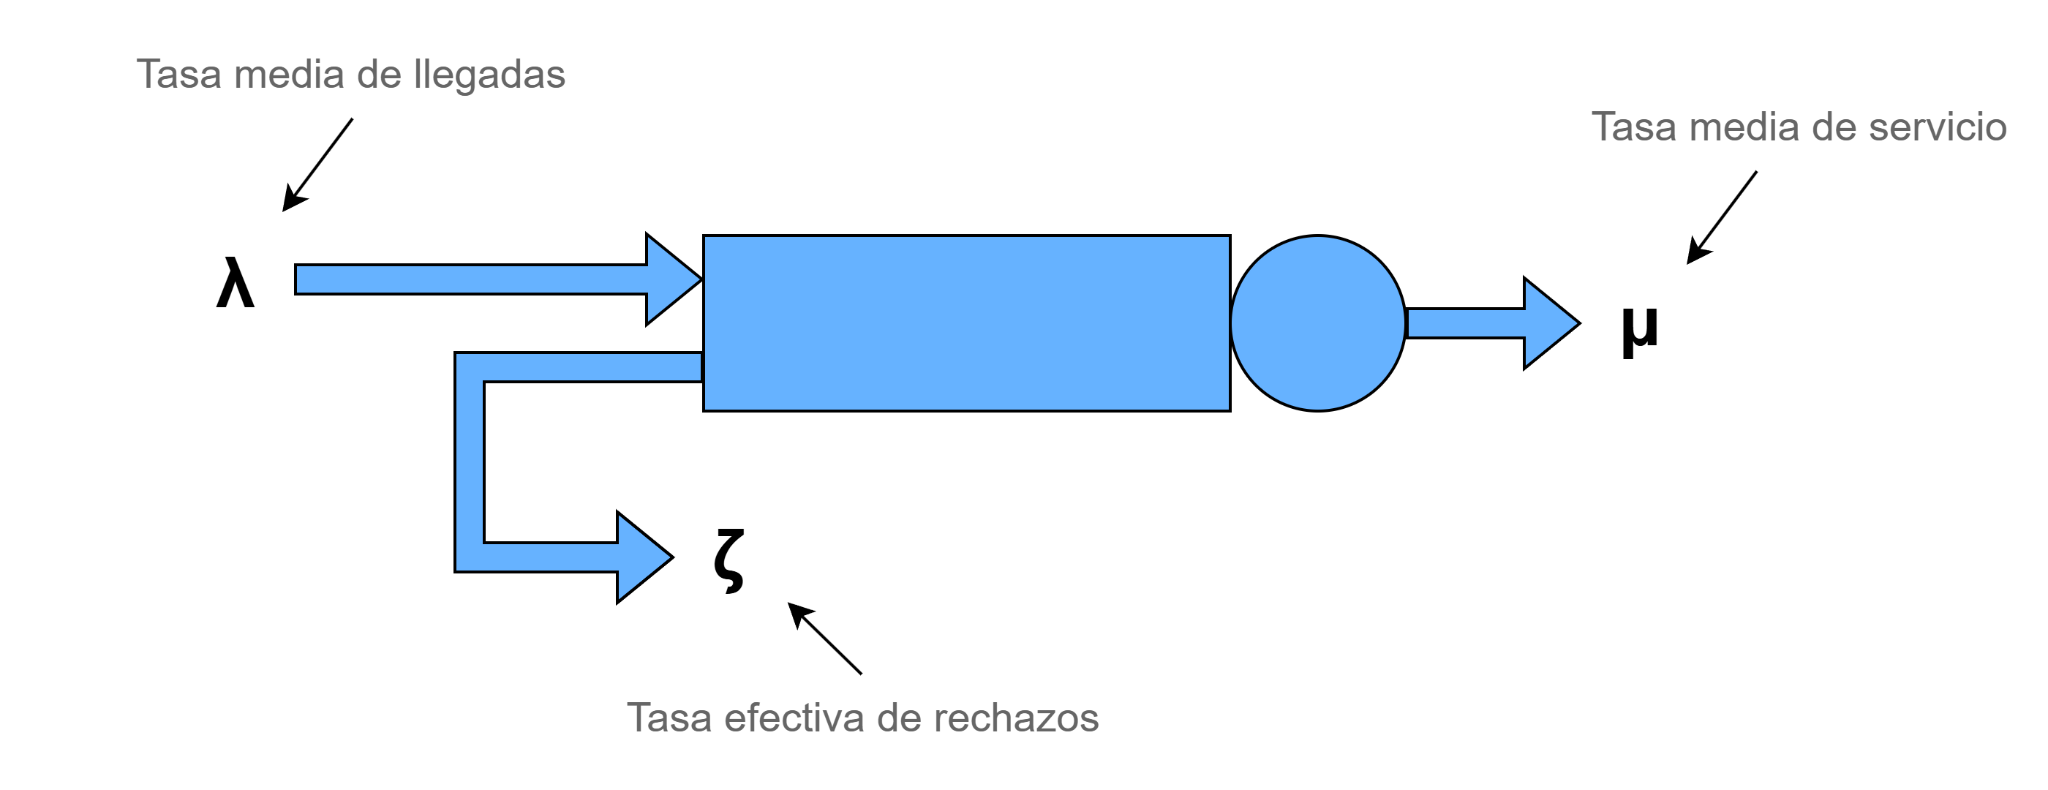 Tasa media de llegadas
Tasa media de servicio
λ
μ
ζ
Tasa efectiva de rechazos